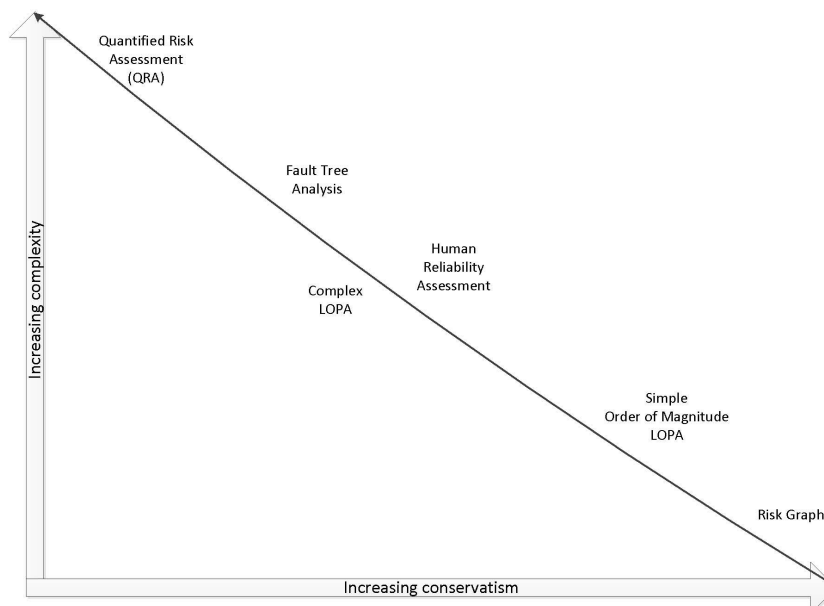 Quantified Risk
Assessment
(QRA)
Fault Tree
Analysis
Human
Reliability
Assessment
Complex
LOPA
Simple
Order of Magnitude
LOPA
Risk Graph
Increasing complexity
Increasing conservatism